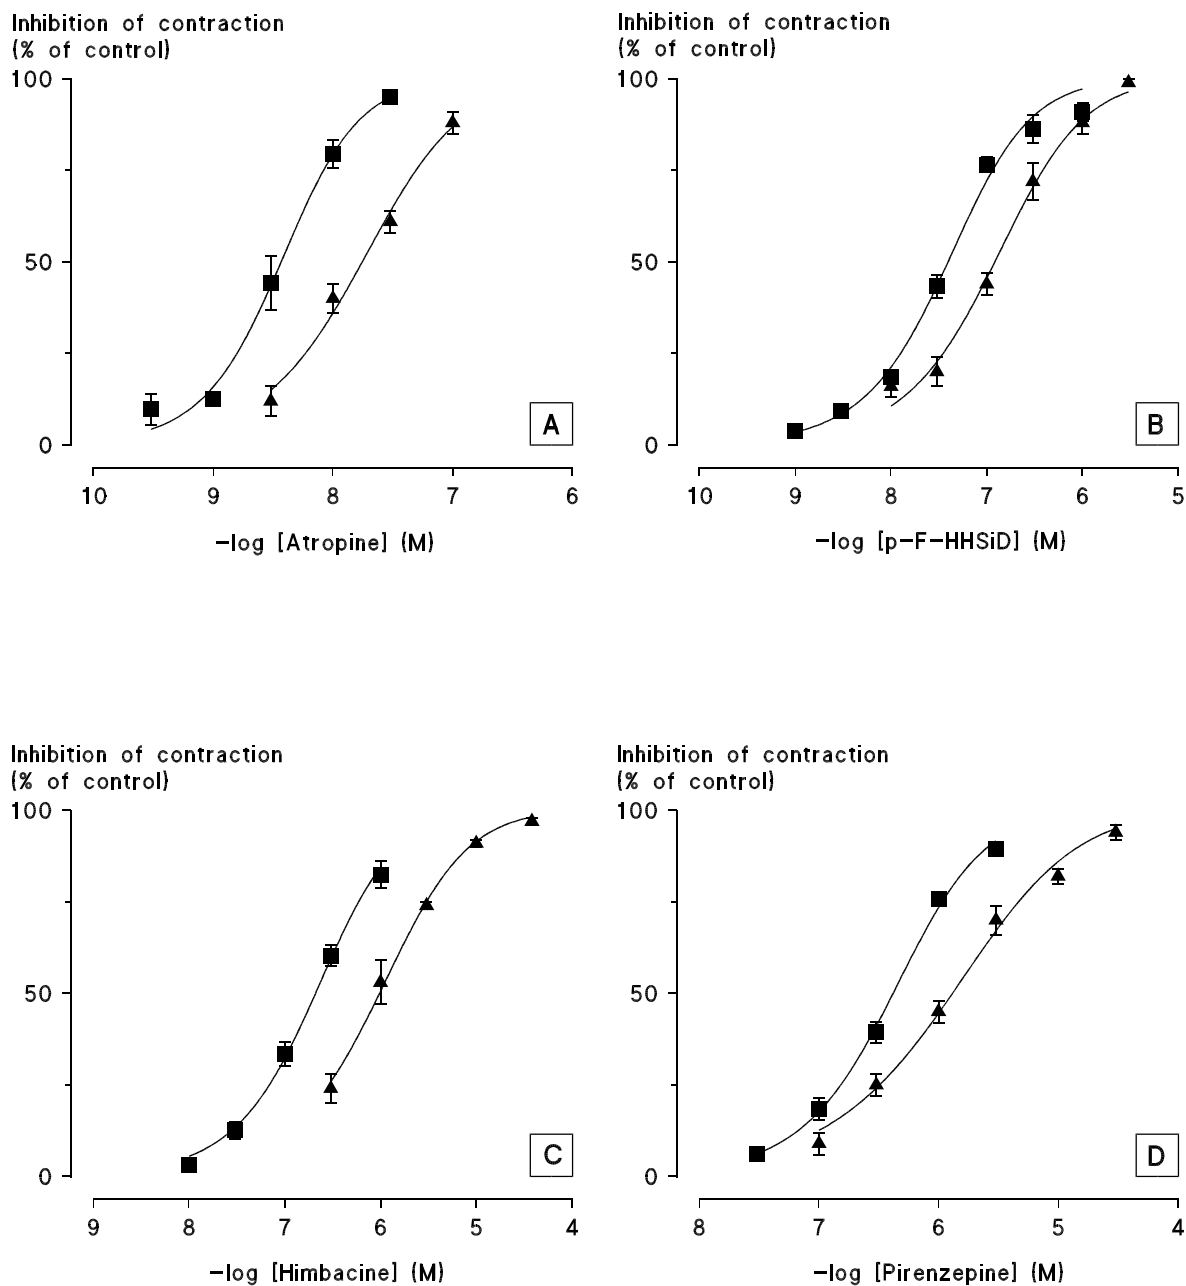 Inhibition of contraction
(% of control)
100
50
0
A
10 9 8 7 6
−log [Atropine] (M)
Inhibition of contraction
(% of control)
100
50
0
B
10 9 8 7 6 5
−log [p−F−HHSiD] (M)
Inhibition of contraction
(% of control)
100
50
0
C
9 8 7 6 5 4
−log [Himbacine] (M)
Inhibition of contraction
(% of control)
100
50
0
D
8 7 6 5 4
−log [Pirenzepine] (M)